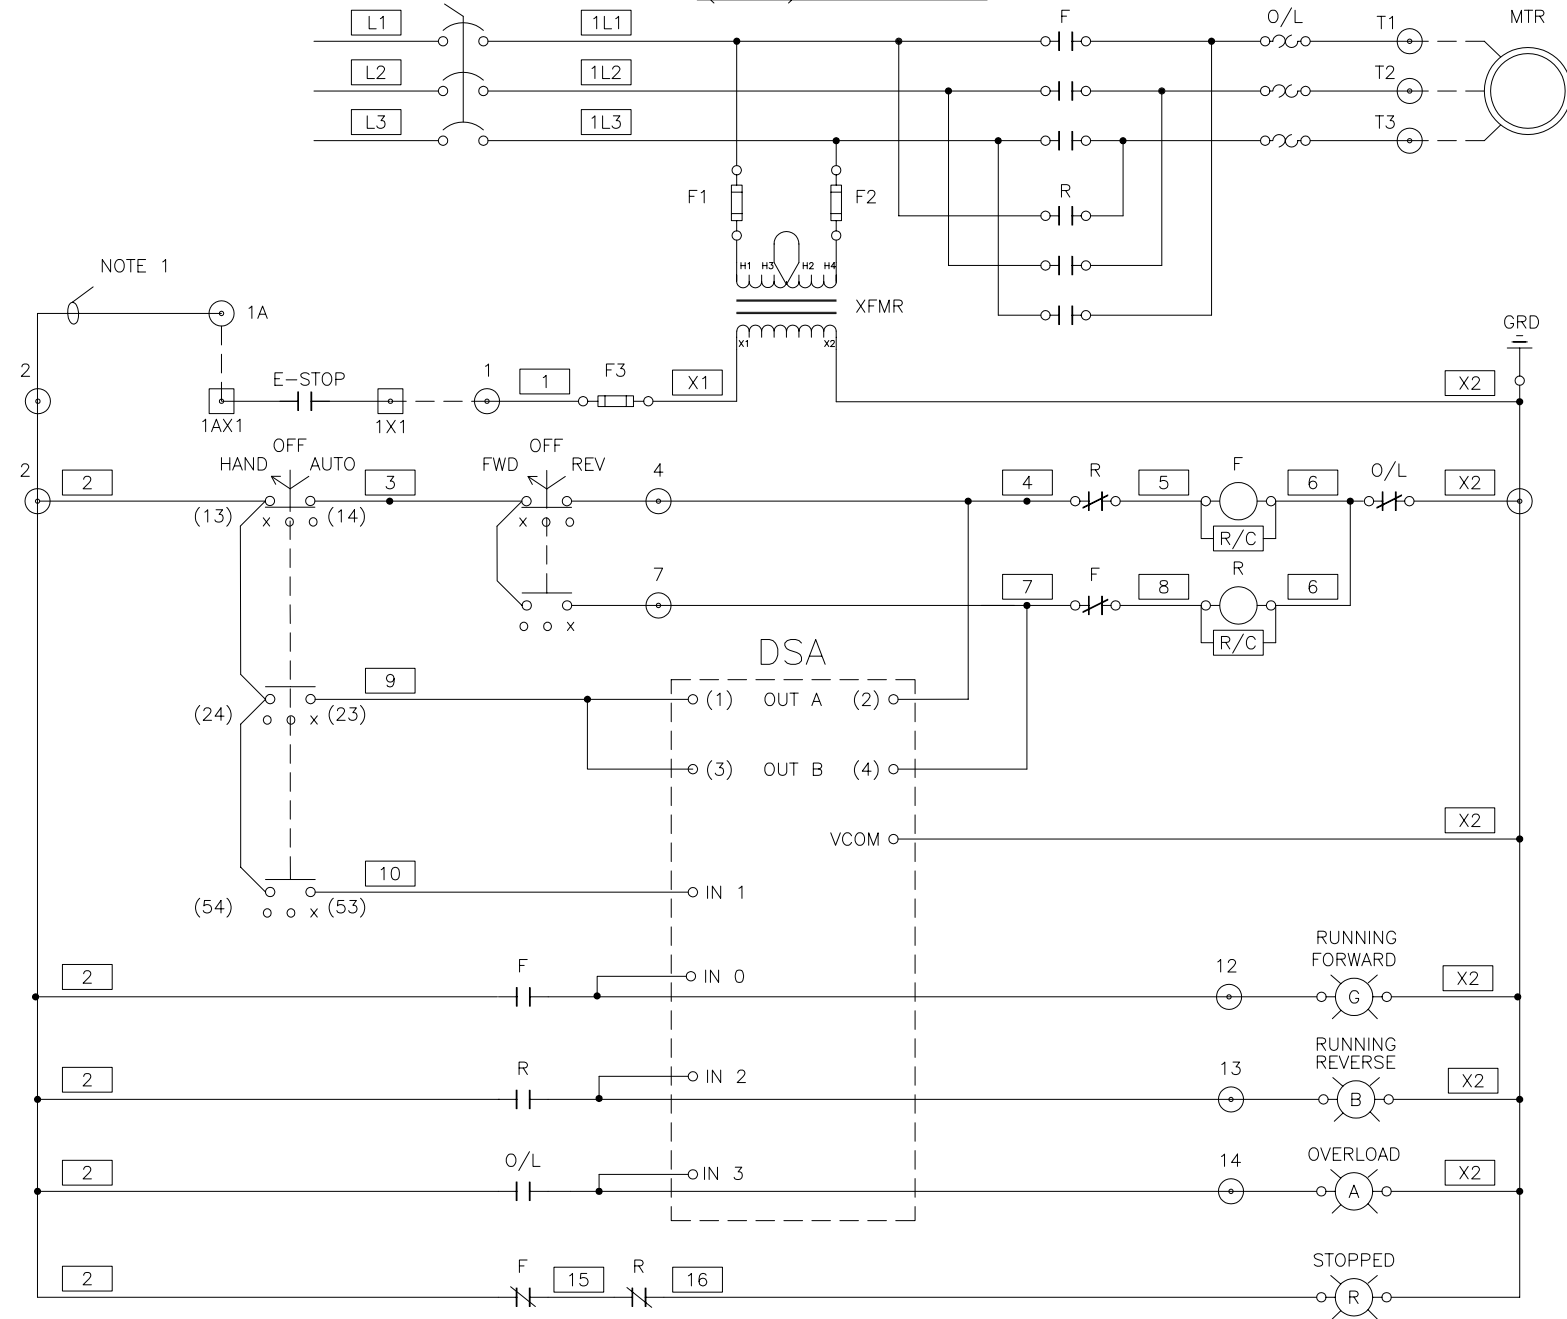 L1 1L1 F O/L T1 MTR
L2 1L2 T2
L3 1L3 T3
F1 F2 R
NOTE 1
H1 H3 H2 H4
1A XFMR
X1 X2
GRD
2 E-STOP 1 1 F3 X1 X2
1AX1 1X1
OFF OFF
HAND AUTO FWD REV
2 2 3 4 4 R 5 F 6 O/L X2
(13) X O O (14) X O O
R/C
7 7 F 8 R 6
O O X
R/C
DSA
9
(1) OUT A (2)
(24) O O X (23)
(3) OUT B (4)
VCOM X2
10
IN 1
(54) O O X (53)
RUNNING
FORWARD
2 F IN 0 12 G X2
RUNNING
REVERSE
2 R IN 2 13 B X2
OVERLOAD
2 O/L IN 3 14 A X2
STOPPED
2 F 15 R 16 R